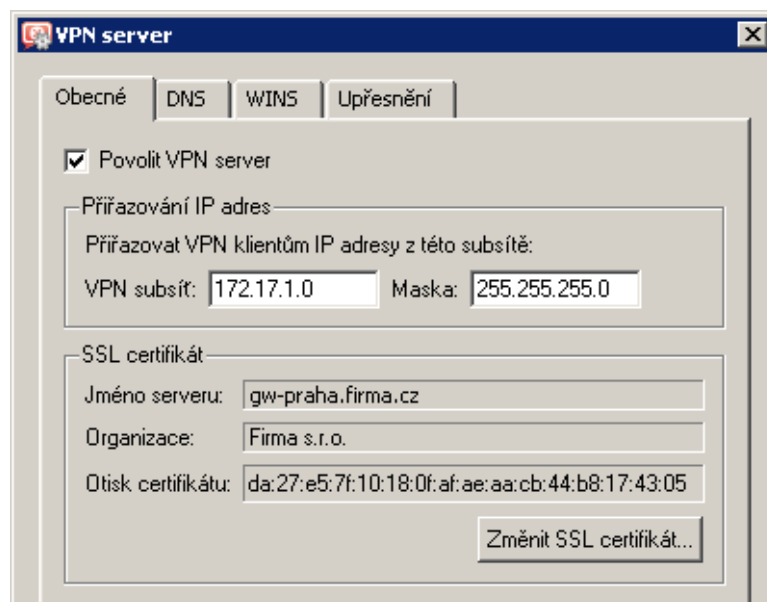 VPN server
Obecné DNS WINS Upřesnění
Povolit VPN server
Přiřazování IP adres
Přiřazovat VPN klientům IP adresy z této subsítě:
VPN subsíť: 172.17.1.0 Maska: 255.255.255.0
SSL certifikát
Jméno serveru: gw-praha.firma.cz
Organizace: Firma s.r.o.
Otisk certifikátu: da:27:e5:7f:10:18:0f:af:ae:aa:cb:44:b8:17:43:05
Změnit SSL certifikát...